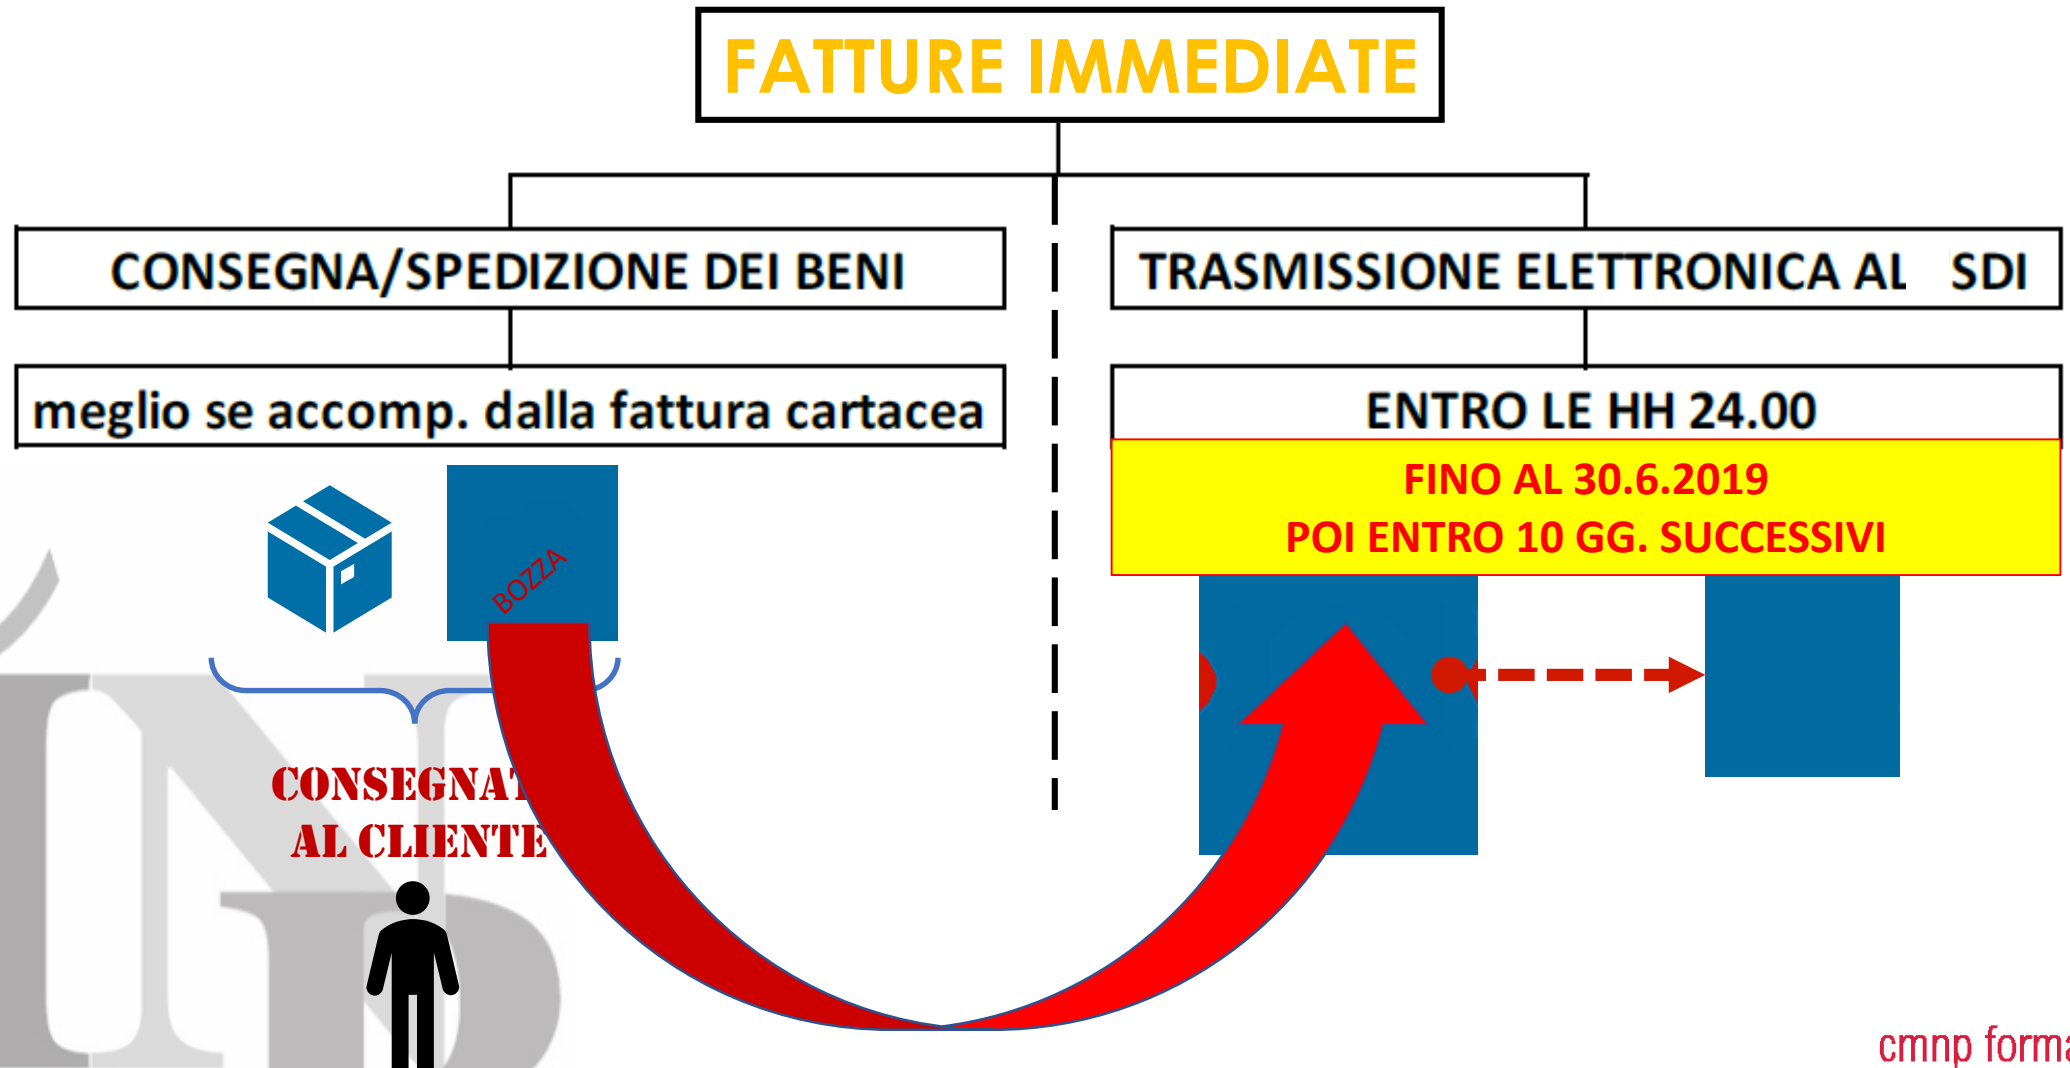 FATTURE IMMEDIATE
CONSEGNA/SPEDIZIONE DEI BENI
TRASMISSIONE ELETTRONICA AL SDI
meglio se accomp. dalla fattura cartacea
ENTRO LE HH 24.00
FINO AL 30.6.2019
POI ENTRO 10 GG. SUCCESSIVI
BOZZA
AL CLIENTE
cmnp